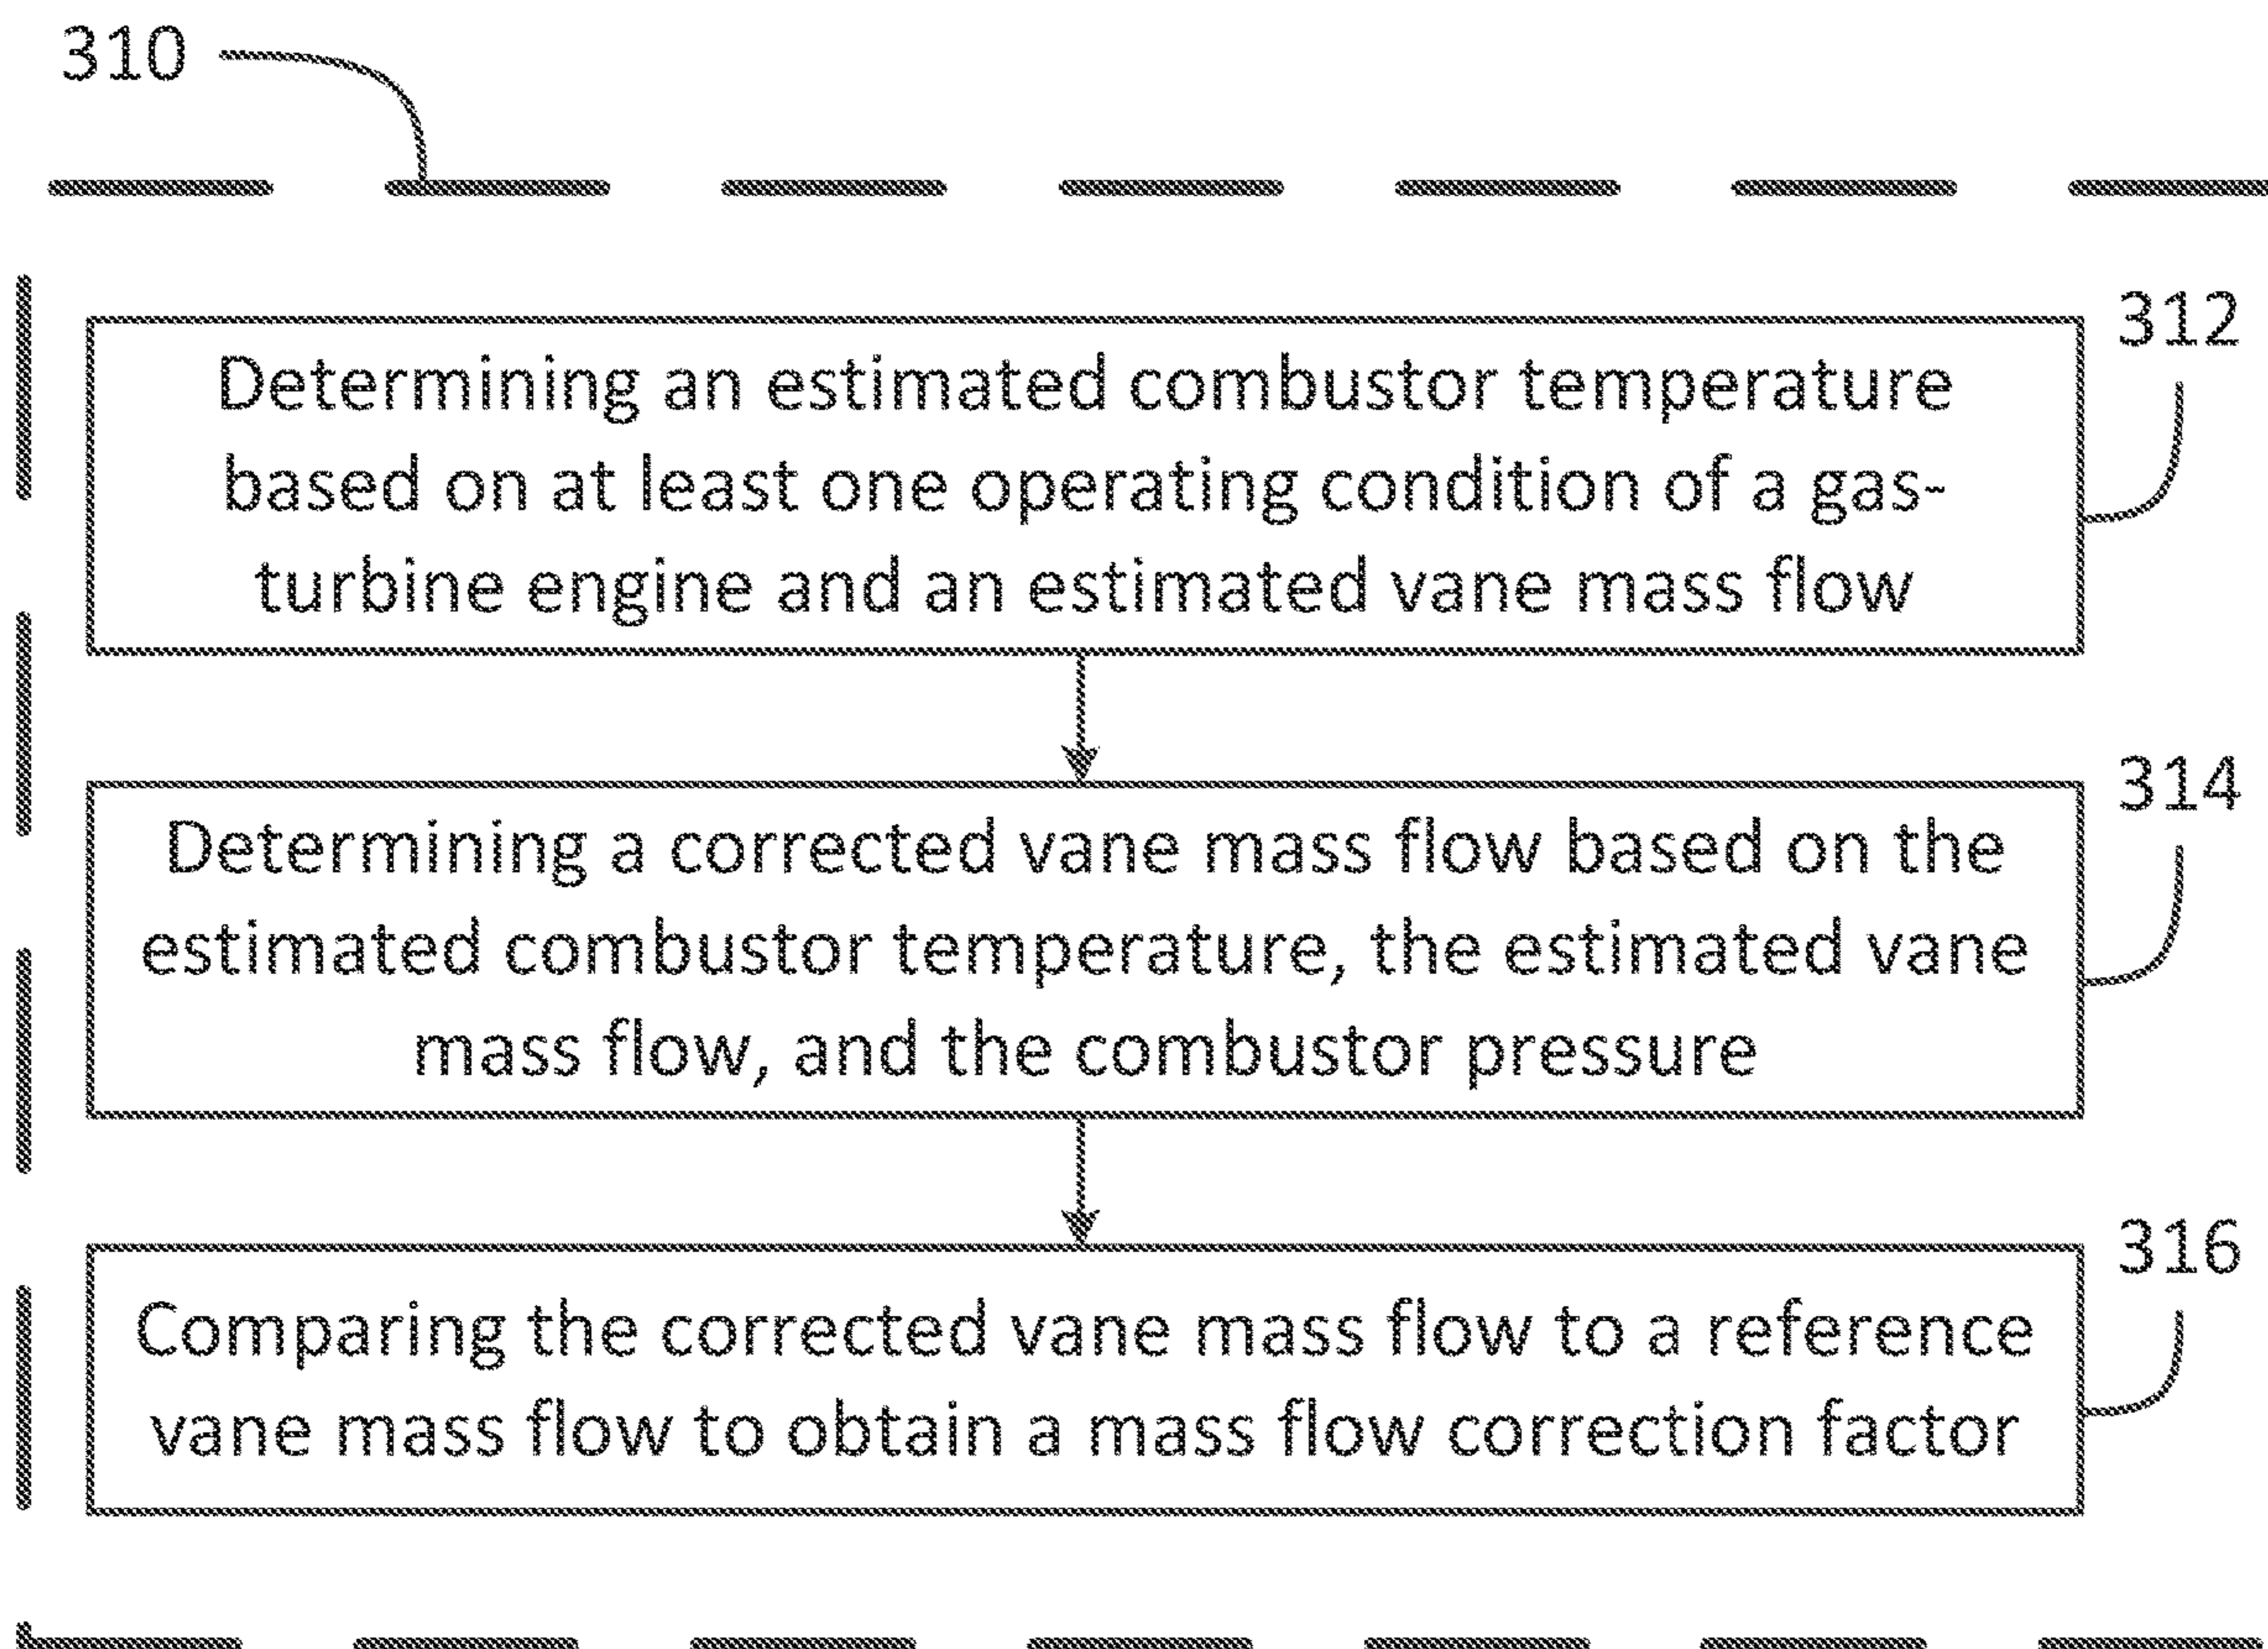 310
312
Determining an estimated combustor temperature
based on at least one operating condition of a gas-
turbine engine and an estimated vane mass flow
314
Determining a corrected vane mass flow based on the
estimated combustor temperature, the estimated vane
mass flow, and the combustor pressure
316
Comparing the corrected vane mass flow to a reference
vane mass flow to obtain a mass flow correction factor